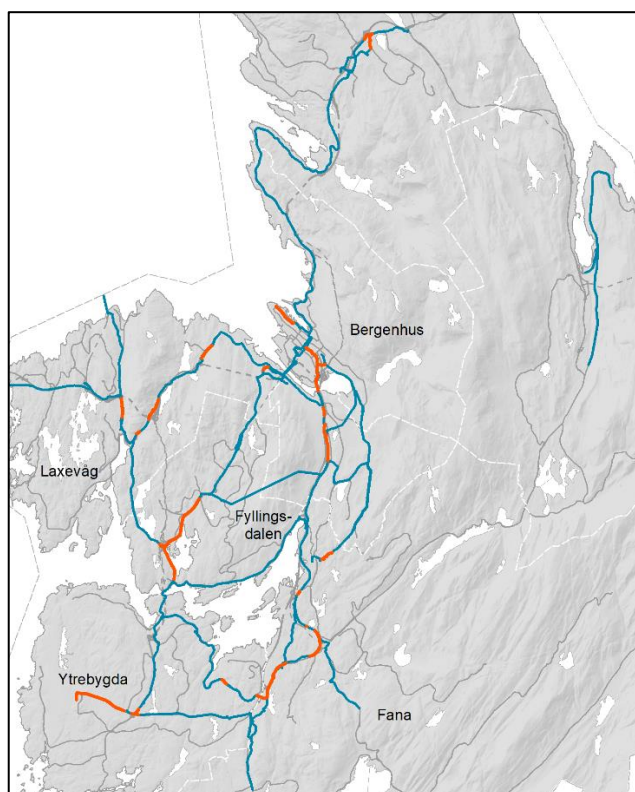 Bergenhus
Laxevåg
Fyllings-
dalen
Ytrebygda
Fana